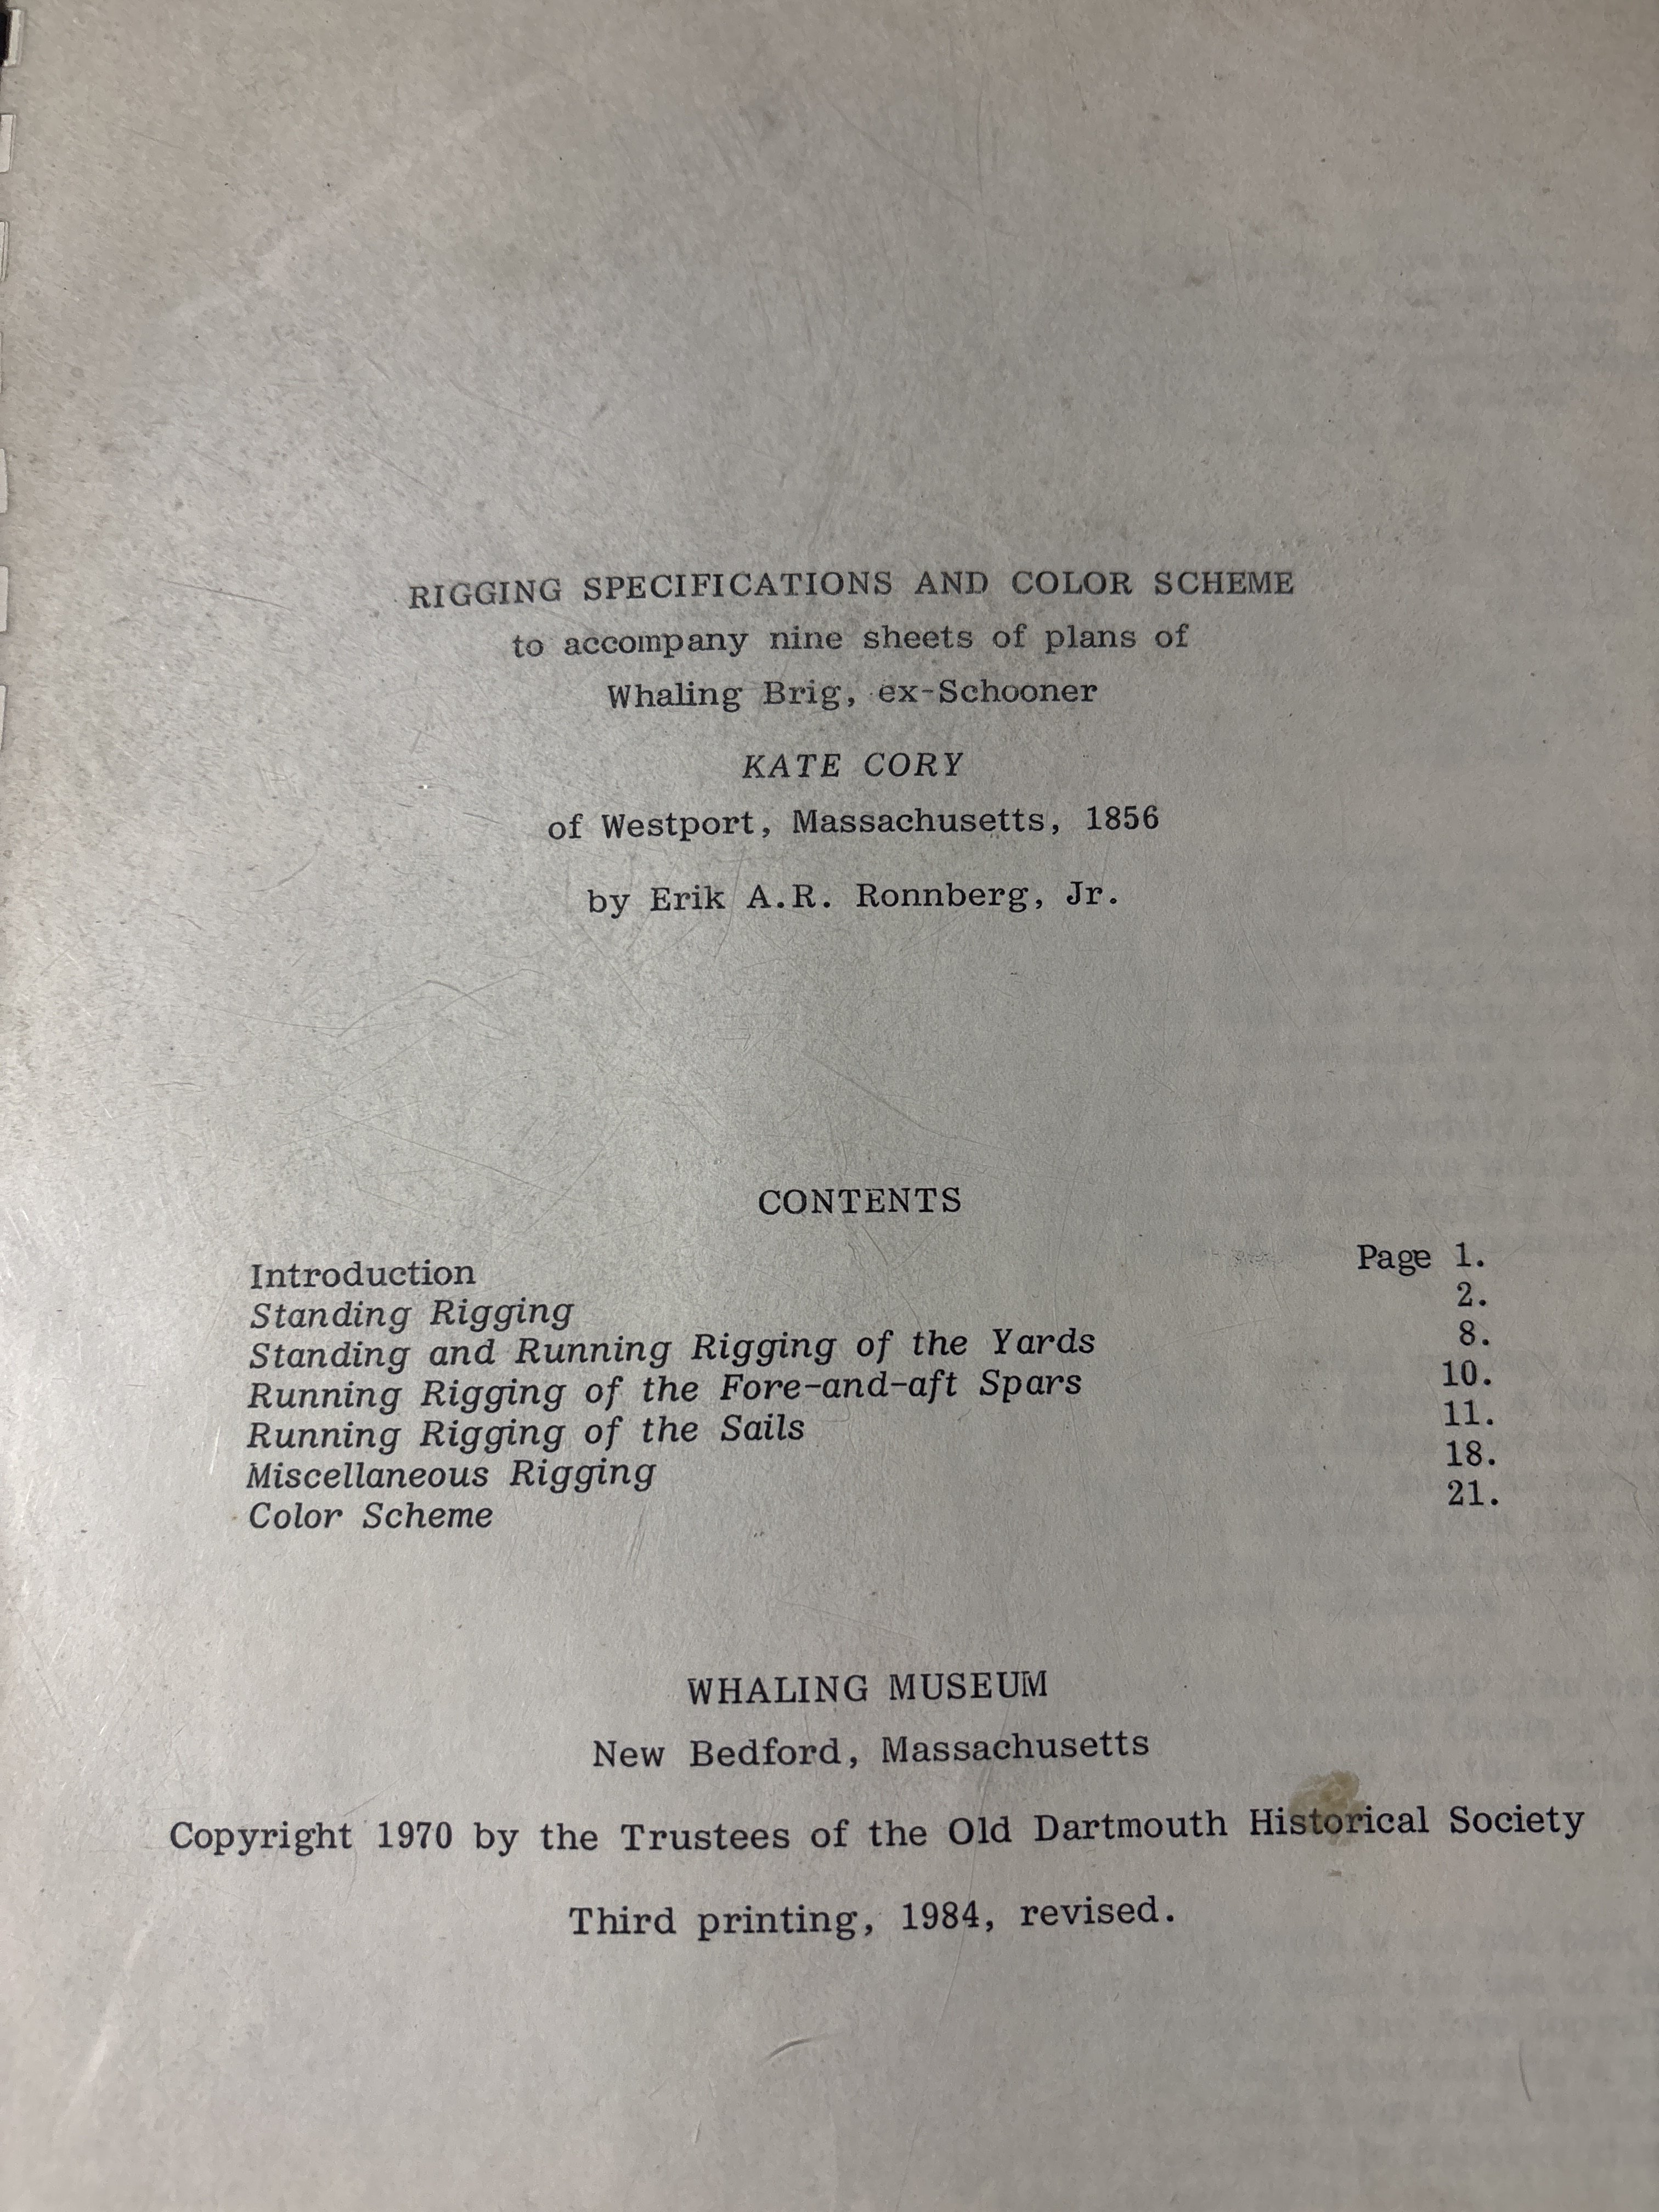 RIGGING SPECIFICATIONS AND COLOR SCHEME
to accompany nine sheets of plans of
Whaling Brig, ex-Schooner
KATE CORY
of Westport, Massachusetts, 1856
by Erik A.R. Ronnberg, Jr.
CONTENTS
Introduction Page 1.
Standing Rigging 2.
Standing and Running Rigging of the Yards 8.
Running Rigging of the Fore-and-aft Spars 10.
Running Rigging of the Sails 11.
Miscellaneous Rigging 18.
Color Scheme 21.
WHALING MUSEUM
New Bedford, Massachusetts
Copyright 1970 by the Trustees of the Old Dartmouth Historical Society
Third printing, 1984, revised.